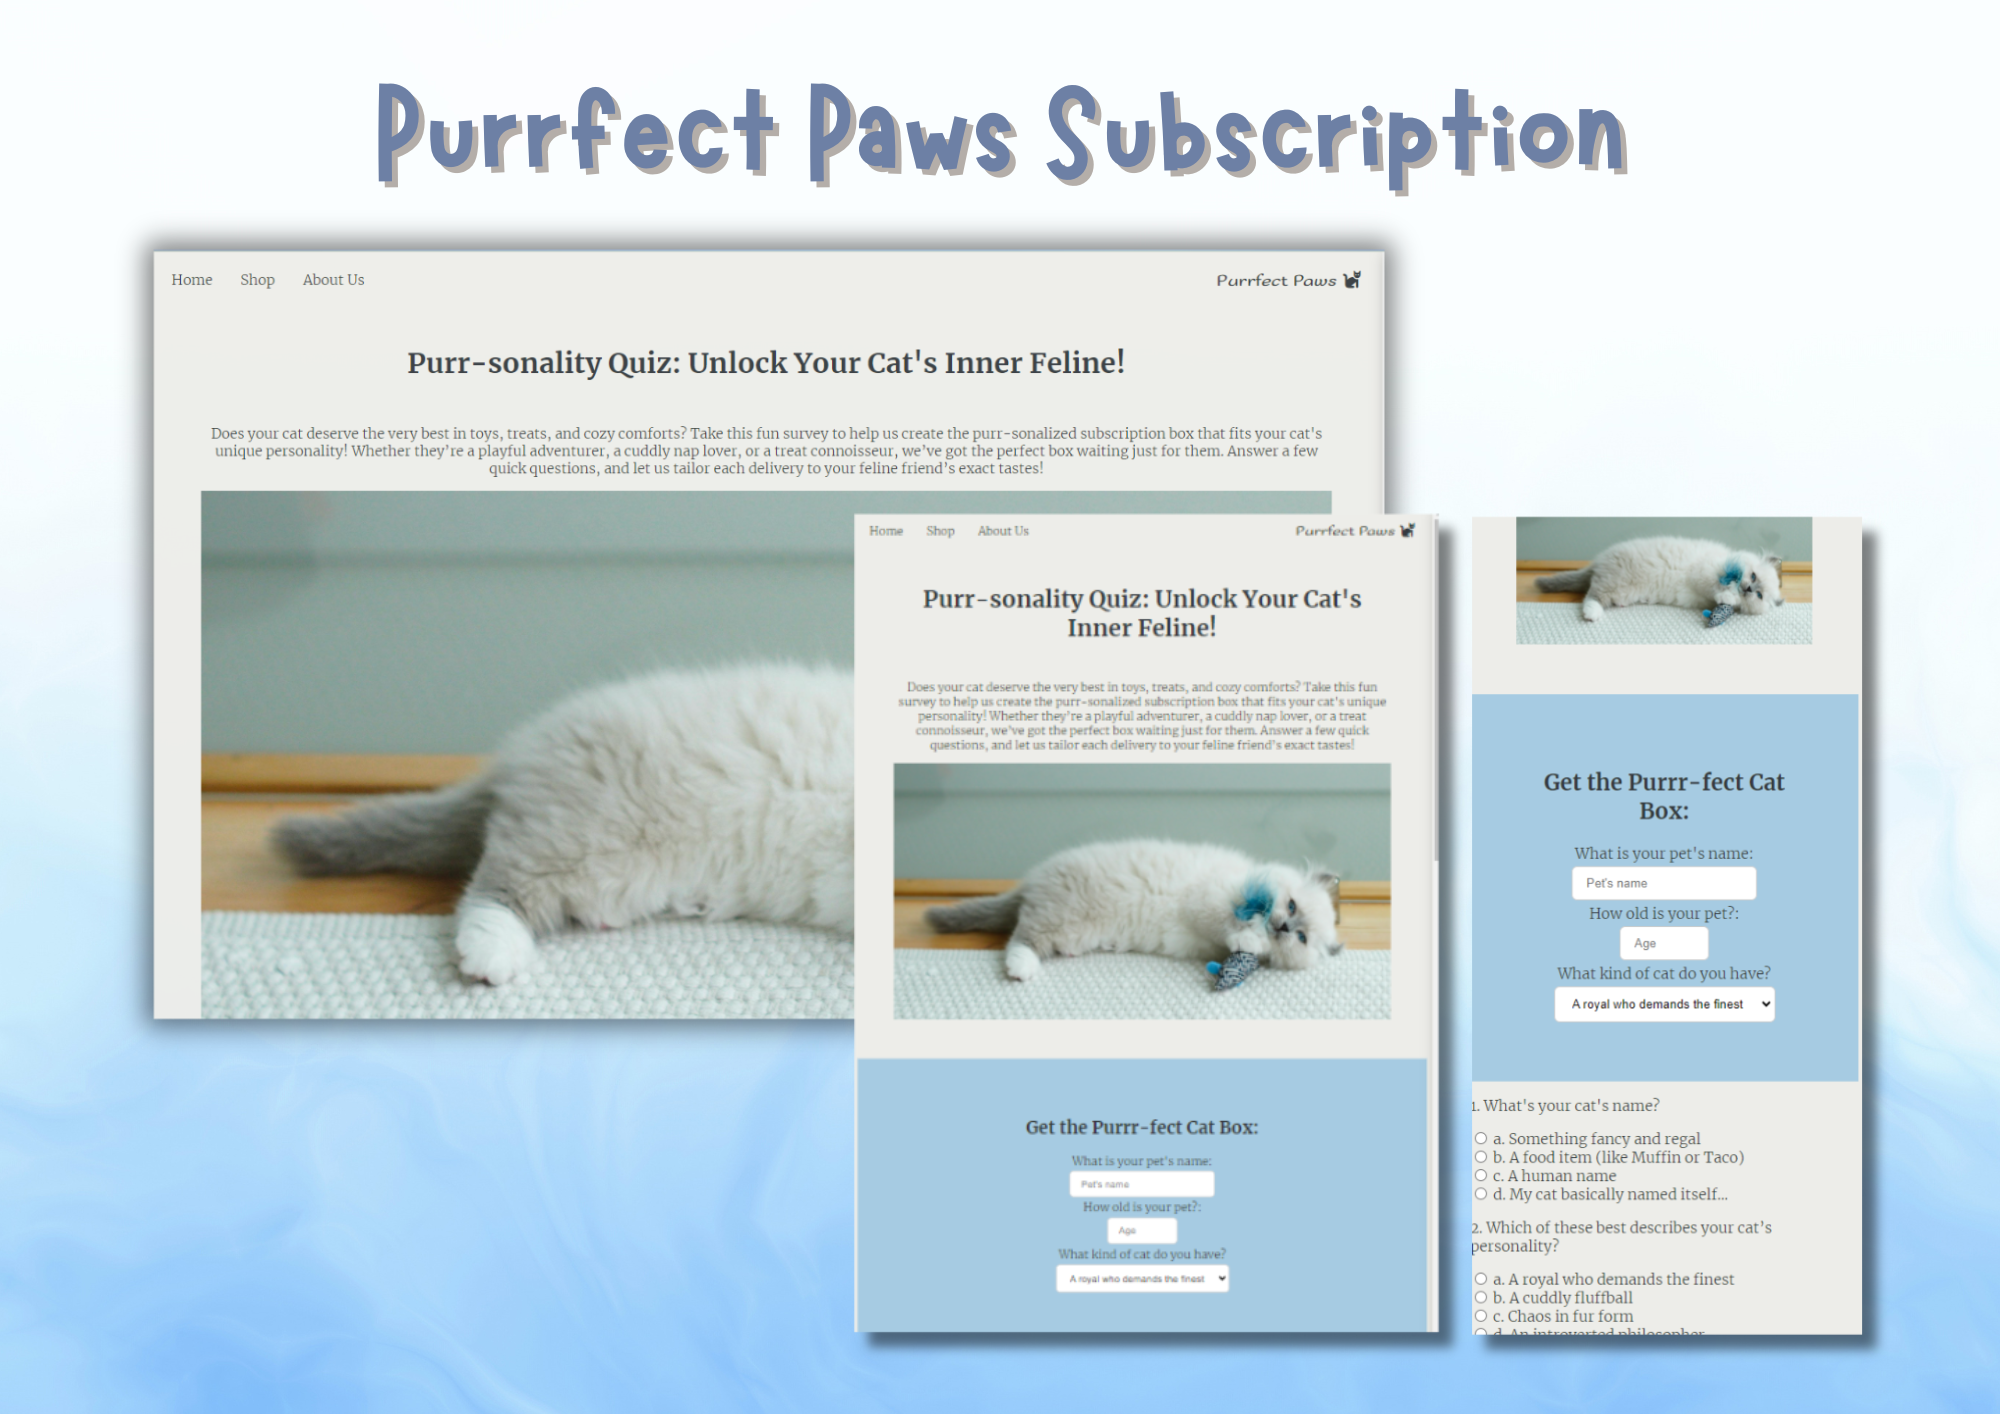 Purrfect Paws Subscription
Home Shop About Us Purrfect Paws
Purr-sonality Quiz: Unlock Your Cat's Inner Feline!
Does your cat deserve the very best in toys, treats, and cozy comforts? Take this fun survey to help us create the purr-sonalized subscription box that fits your cat's
unique personality! Whether they're a playful adventurer, a cuddly nap lover, or a treat connoisseur, we've got the perfect box waiting just for them. Answer a few
quick questions, and let us tailor each delivery to your feline friend's exact tastes!
Home Shop About Us Purrfect Paws
Purr-sonality Quiz: Unlock Your Cat's
Inner Feline!
Does your cat deserve the very best in toys, treats, and cozy comforts? Take this fun
survey to help us create the purr-sonalized subscription box that fits your cat's unique
personality! Whether they're a playful adventurer, a cuddly nap lover, or a treat
connoisseur, we've got the perfect box waiting just for them. Answer a few quick
questions, and let us tailor each delivery to your feline friend's exact tastes!
Get the Purrr-fect Cat Box:
What is your pet's name:
Pet's name
How old is your pet?:
Age
What kind of cat do you have?
A royal who demands the finest
Get the Purrr-fect Cat
Box:
What is your pet's name:
Pet's name
How old is your pet?:
Age
What kind of cat do you have?
A royal who demands the finest
1. What's your cat's name?
a. Something fancy and regal
b. A food item (like Muffin or Taco)
c. A human name
d. My cat basically named itself...
2. Which of these best describes your cat's
personality?
a. A royal who demands the finest
b. A cuddly fluffball
c. Chaos in fur form
d. An introverted philosopher